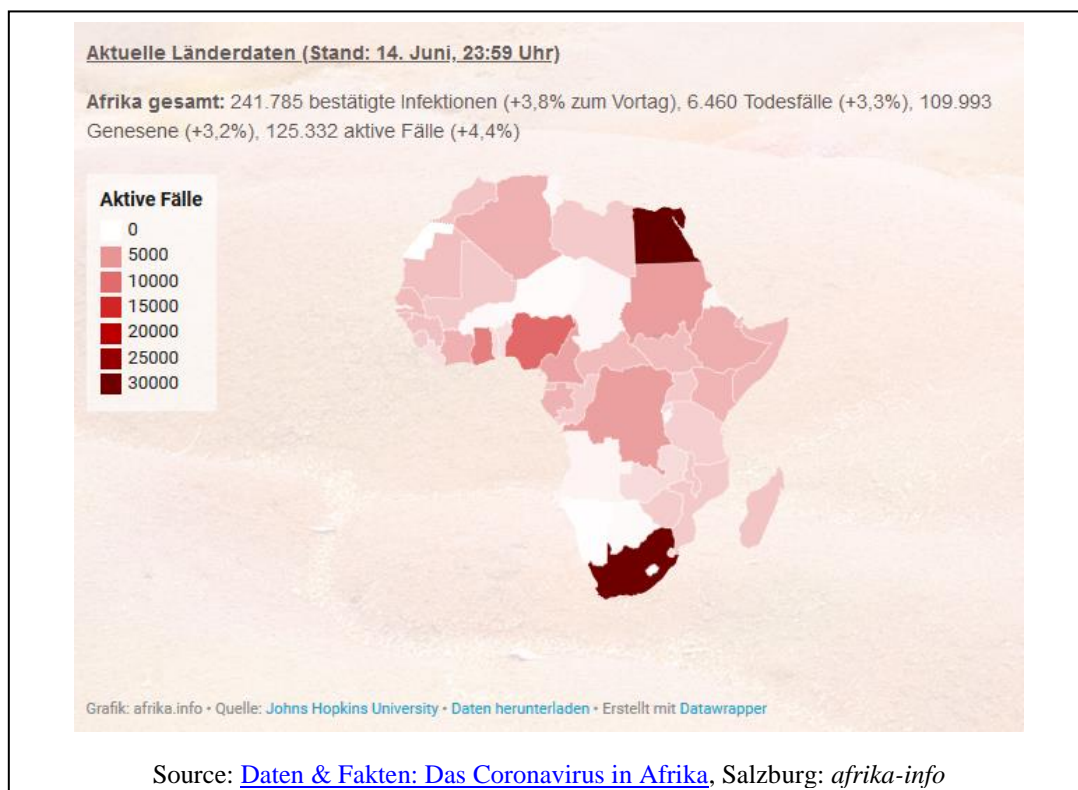 Aktuelle Länderdaten (Stand: 14. Juni, 23:59 Uhr)
Afrika gesamt: 241.785 bestätigte Infektionen (+3,8% zum Vortag), 6.460 Todesfälle (+3,3%), 109.993
Genesene (+3,2%), 125.332 aktive Fälle (+4,4%)
Aktive Fälle
0
5000
10000
15000
20000
25000
30000
Grafik: afrika.info • Quelle: Johns Hopkins University • Daten herunterladen • Erstellt mit Datawrapper
Source: Daten & Fakten: Das Coronavirus in Afrika, Salzburg: afrika-info